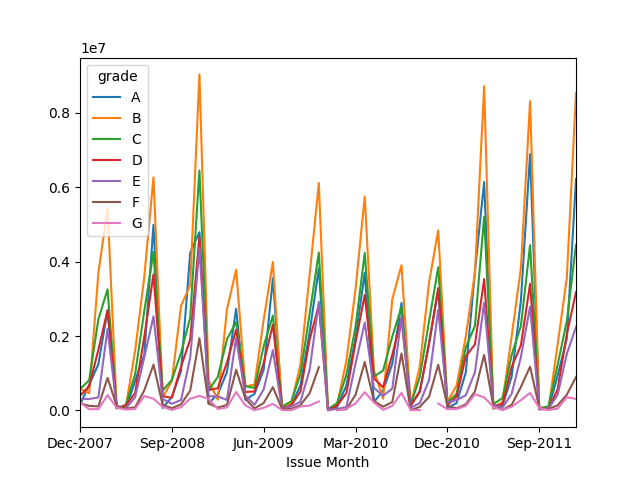 1e7
grade
A
B
C
D
E
F
G
0.8
0.6
0.4
0.2
0.0
Dec-2007 Sep-2008 Jun-2009 Mar-2010 Dec-2010 Sep-2011
Issue Month